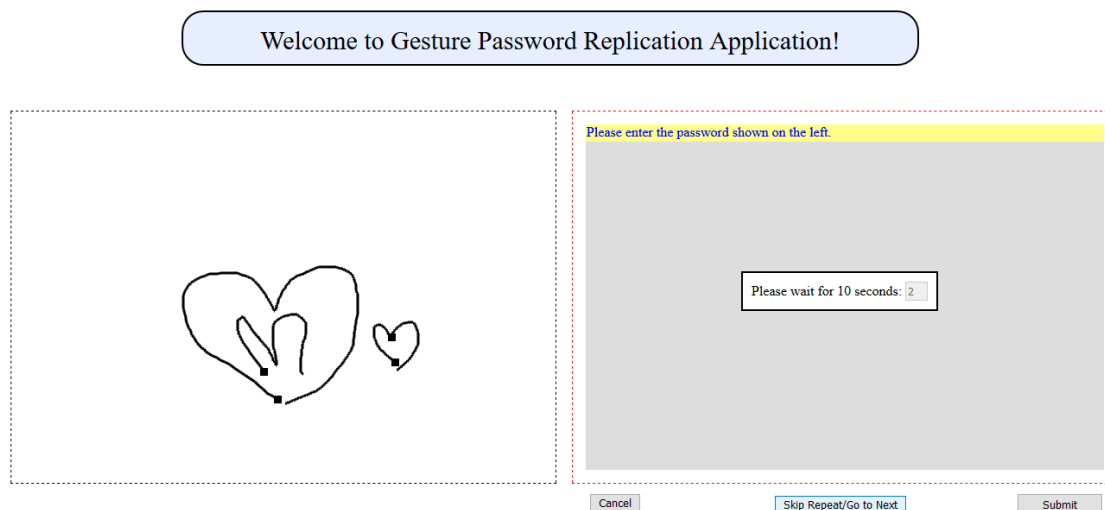 Welcome to Gesture Password Replication Application!
Please enter the password shown on the left.
Please wait for 10 seconds: 2
Cancel
Skip Repeat/Go to Next
Submit